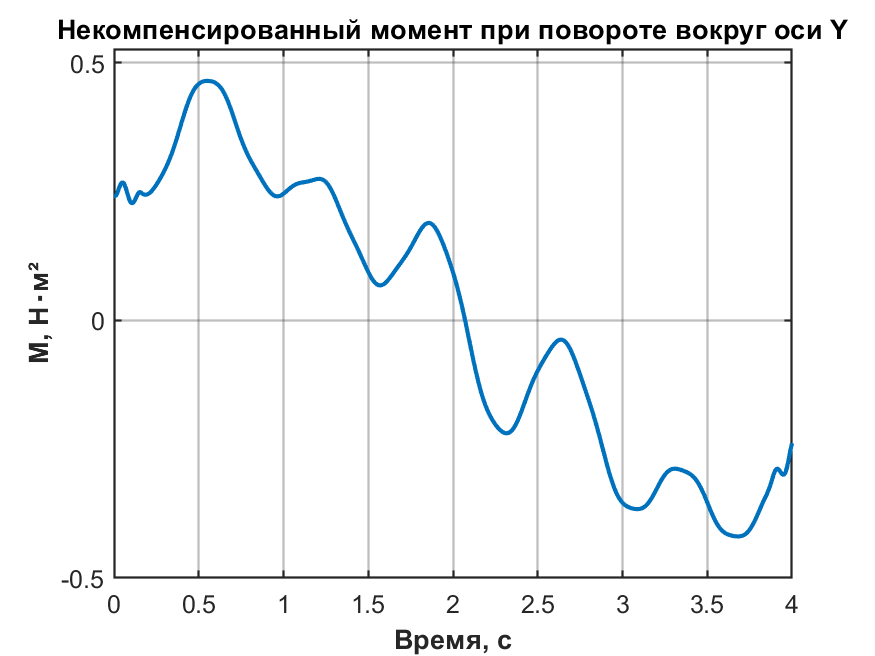 Некомпенсированный момент при повороте вокруг оси Y
0.5
0
-0.5
М, Н·м²
0 0.5 1 1.5 2 2.5 3 3.5 4
Время, с